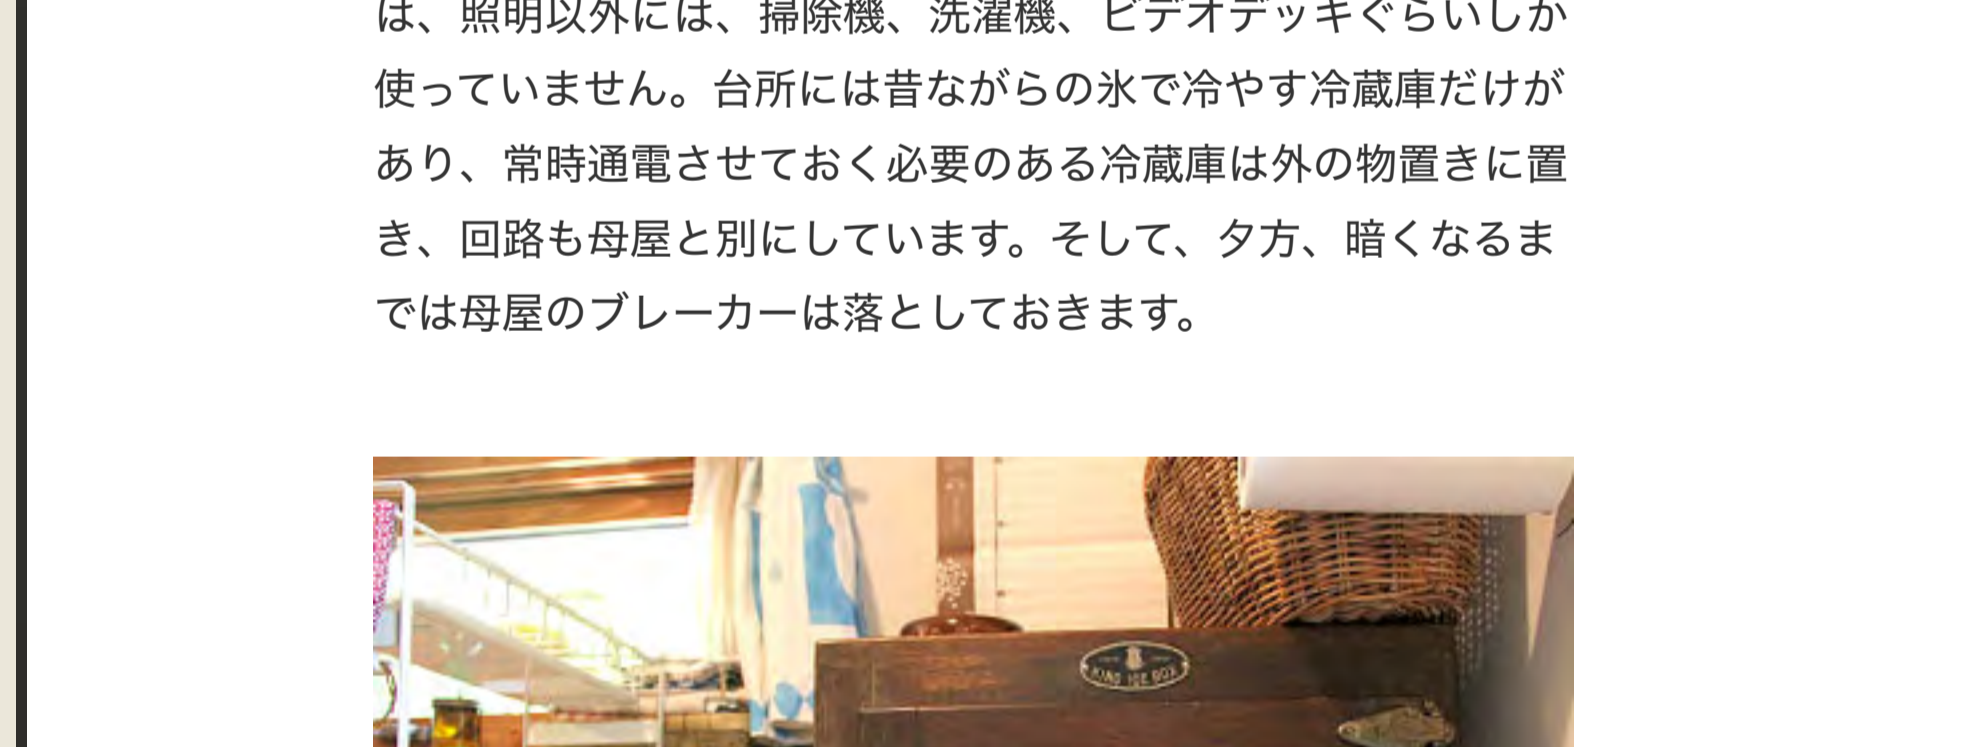 は、照明以外には、掃除機、洗濯機、ビデオデッキぐらいしか
使っていません。台所には昔ながらの氷で冷やす冷蔵庫だけが
あり、常時通電させておく必要のある冷蔵庫は外の物置きに置
き、回路も母屋と別にしています。そして、夕方、暗くなるま
では母屋のブレーカーは落としておきます。
KING ICE BOX